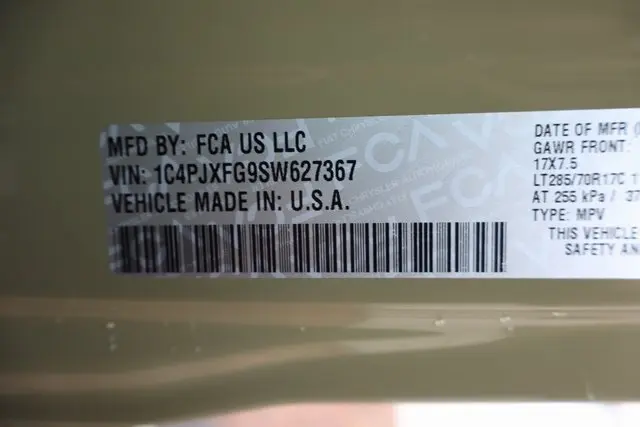 MFD BY: FCA US LLC
VIN: 1C4PJXFG9SW627367
VEHICLE MADE IN: U.S.A.
DATE OF MFR
GAWR FRONT:
17X7.5
LT285/70R17C
AT 255 kPa / 37
TYPE: MPV
THIS VEHICLE
SAFETY AN